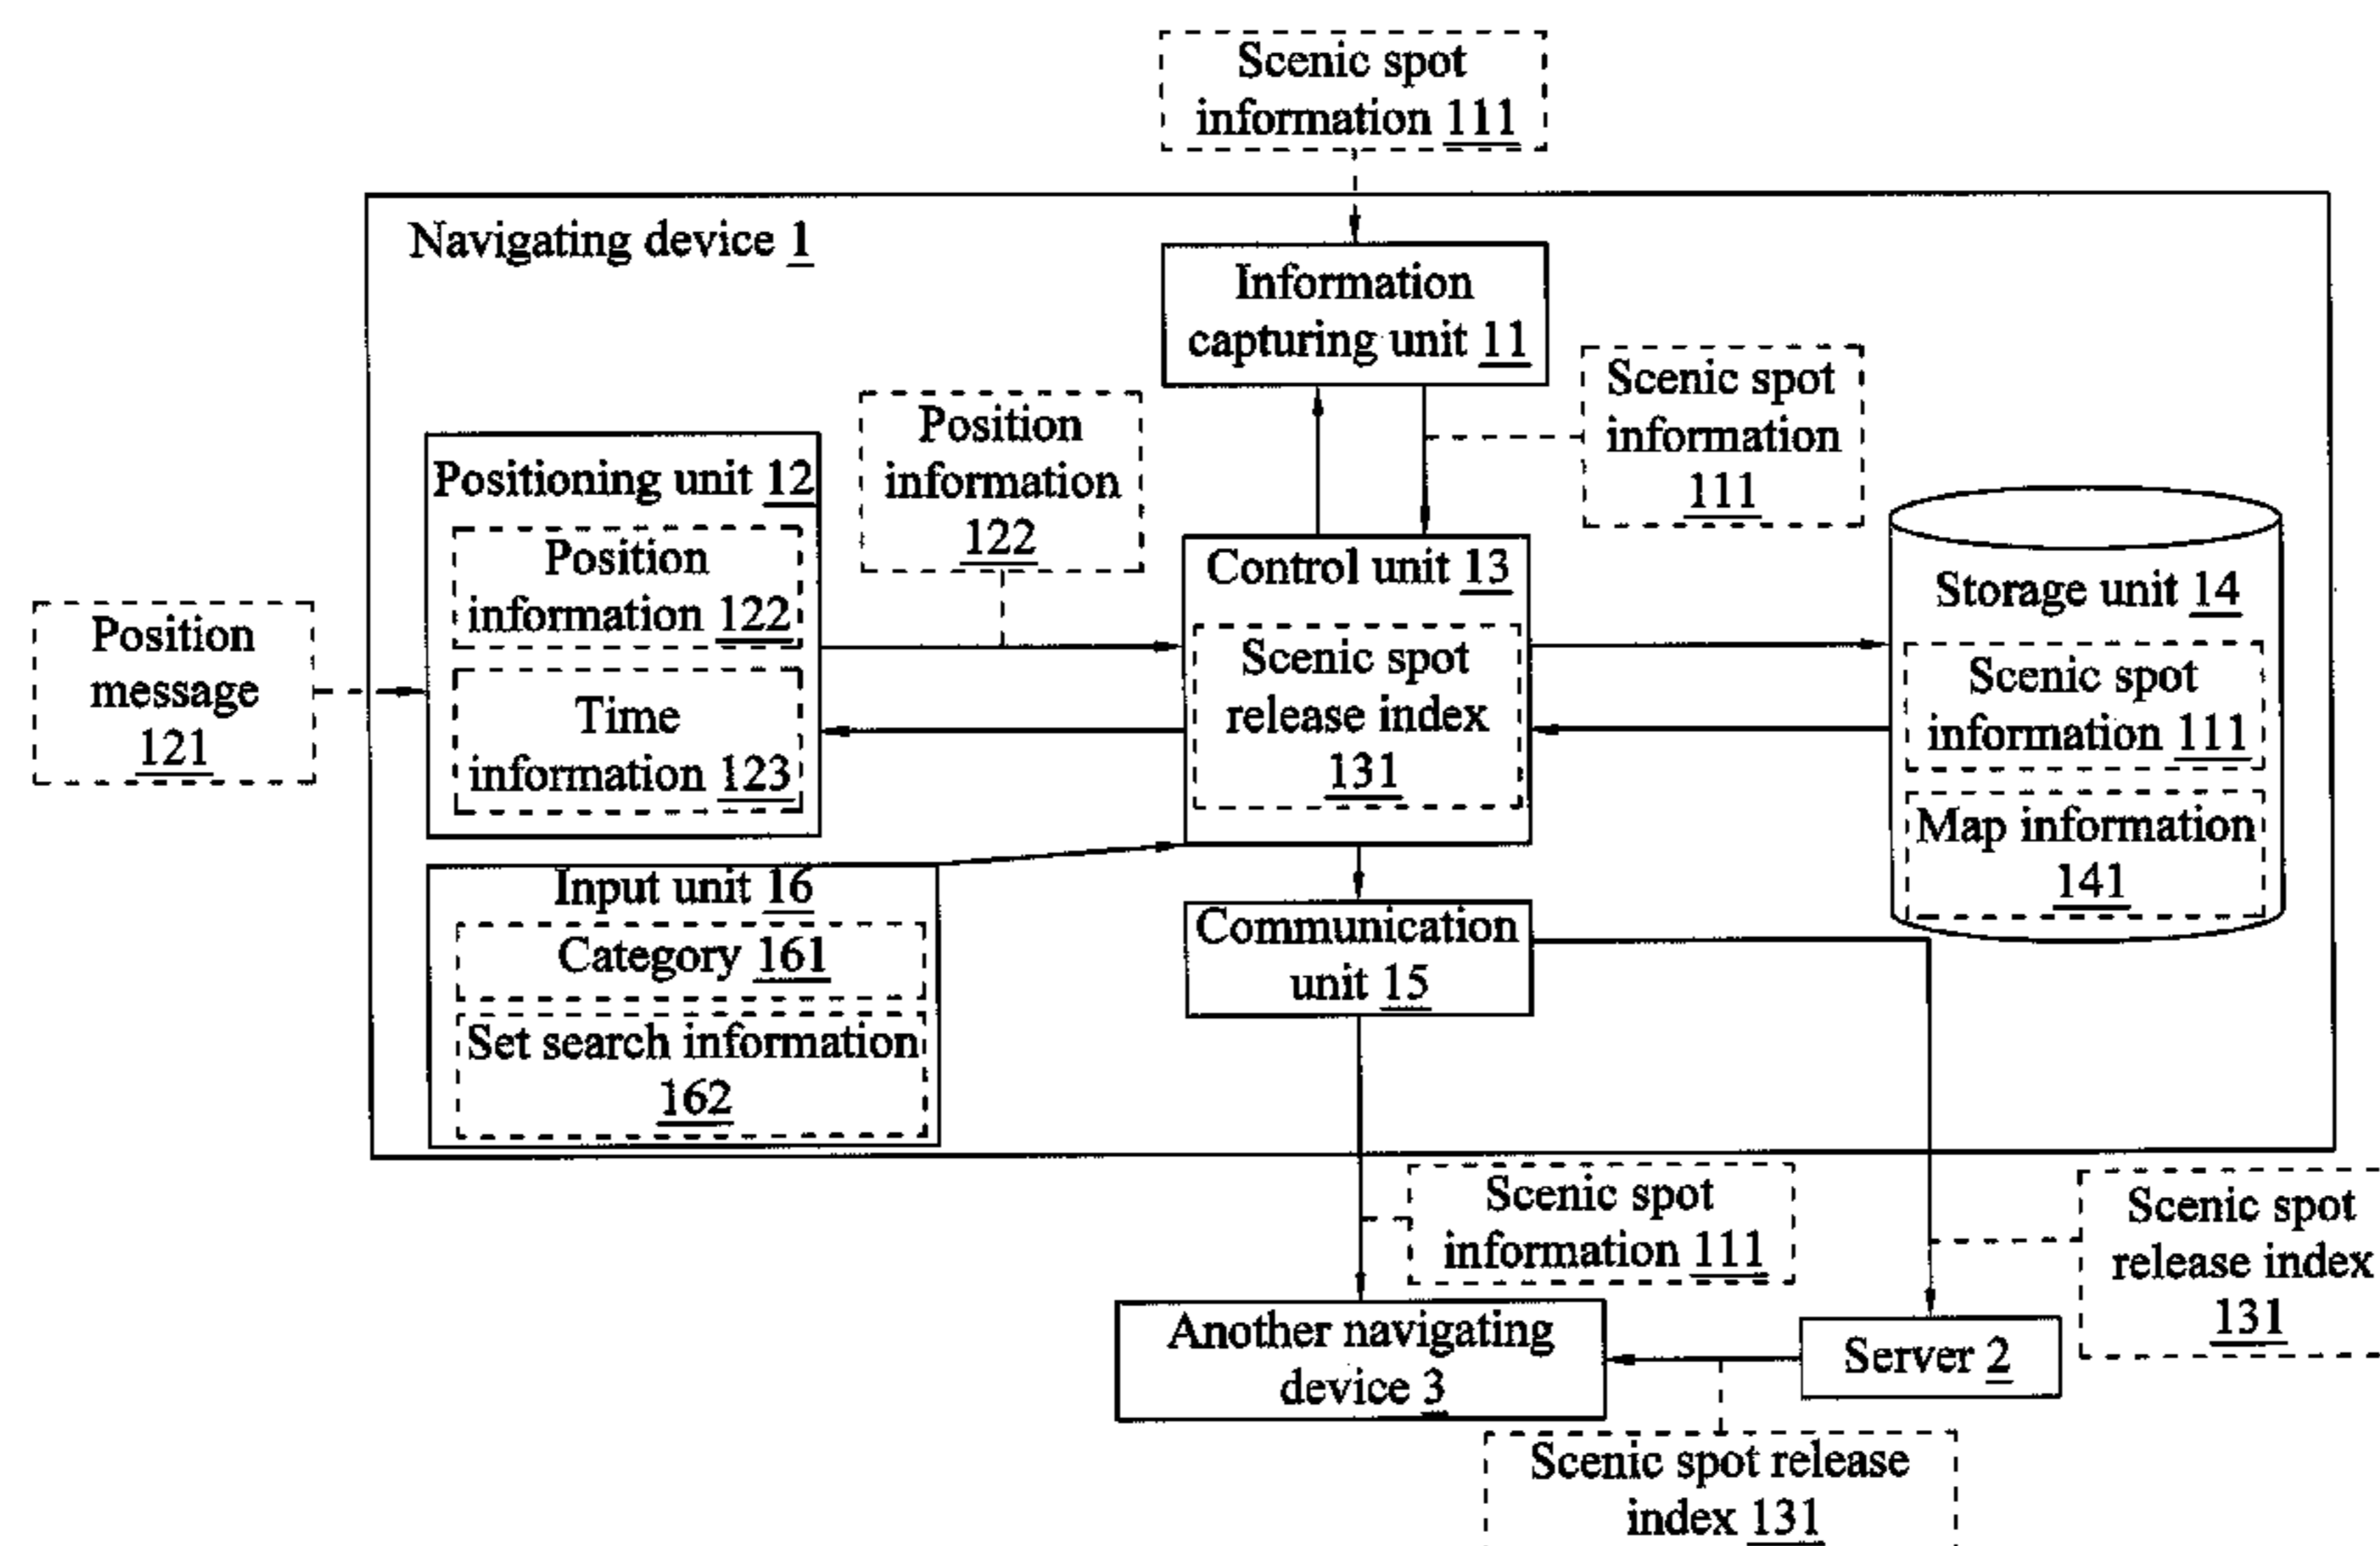 Scenic spot
information 111
Navigating device 1
Information
capturing unit 11
Scenic spot
information
111
Position
information
122
Positioning unit 12
Position
information 122
Time
information 123
Position
message
121
Control unit 13
Scenic spot
release index
131
Storage unit 14
Scenic spot
information 111
Map information
141
Input unit 16
Category 161
Set search information
162
Communication
unit 15
Scenic spot
information 111
Scenic spot
release index
131
Another navigating
device 3
Server 2
Scenic spot release
index 131